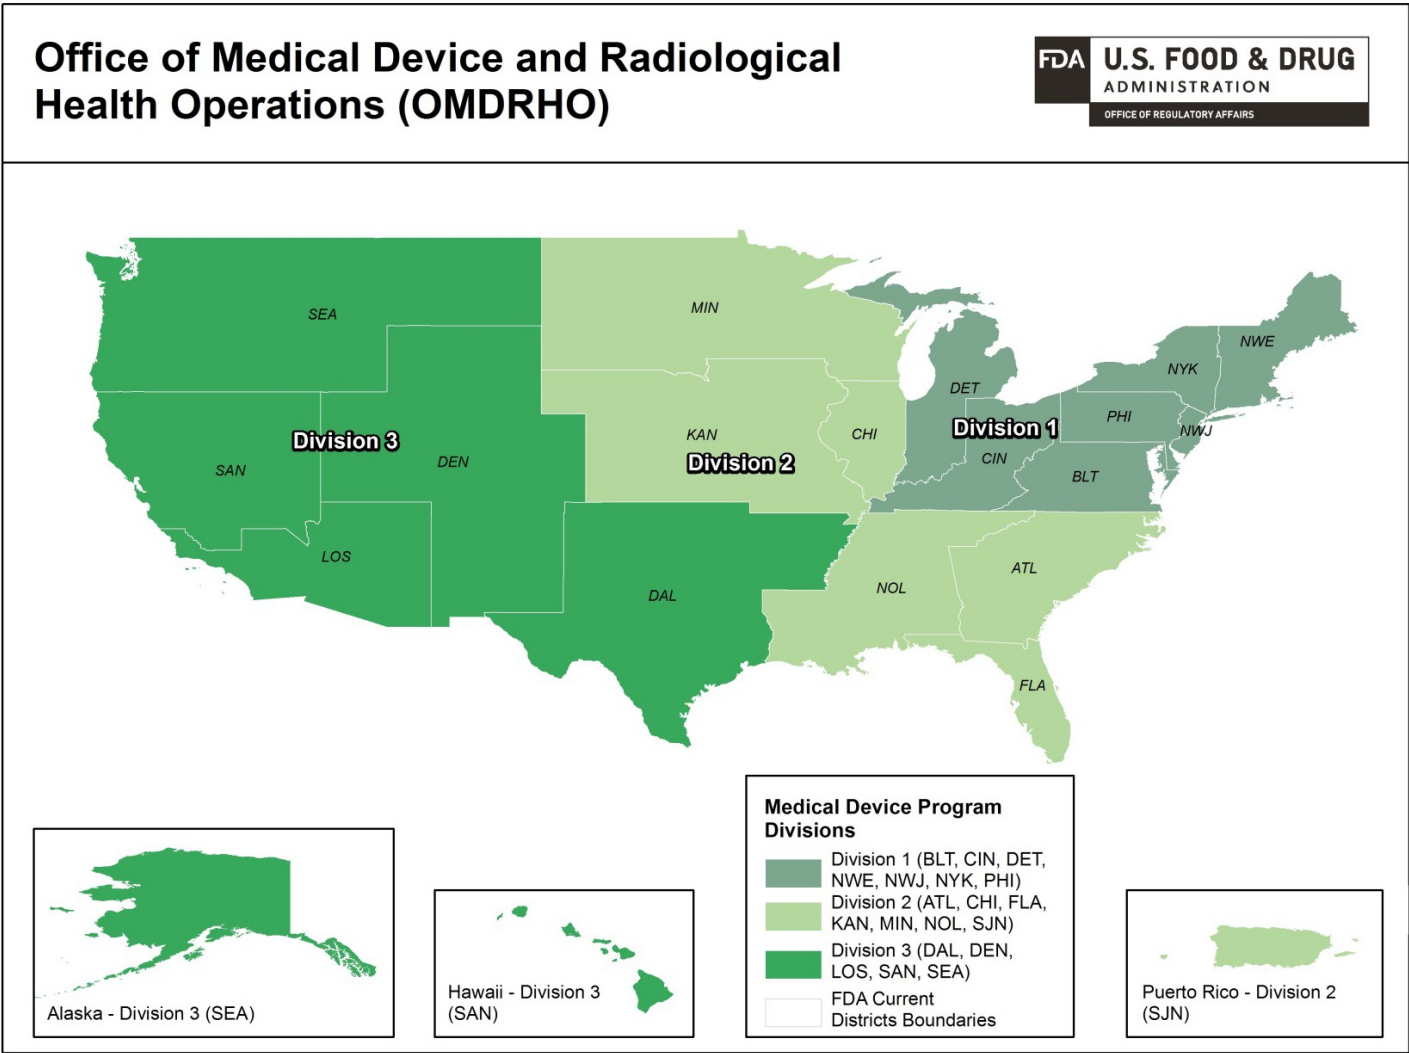 Office of Medical Device and Radiological
Health Operations (OMDRHO)
FDA
U.S. FOOD & DRUG
ADMINISTRATION
OFFICE OF REGULATORY AFFAIRS
SEA
MIN
NWE
NYK
DET
PHI
Division 1
NWJ
CHI
KAN
Division 3
Division 2
DEN
SAN
CIN
BLT
LOS
ATL
NOL
DAL
FLA
Medical Device Program
Divisions
Division 1 (BLT, CIN, DET,
NWE, NWJ, NYK, PHI)
Division 2 (ATL, CHI, FLA,
KAN, MIN, NOL, SJN)
Division 3 (DAL, DEN,
LOS, SAN, SEA)
FDA Current
Districts Boundaries
Alaska - Division 3 (SEA)
Hawaii - Division 3
(SAN)
Puerto Rico - Division 2
(SJN)